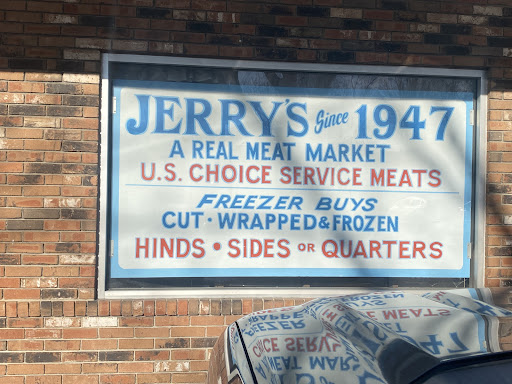 JERRY'S Since 1947
A REAL MEAT MARKET
U.S. CHOICE SERVICE MEATS
FREEZER BUYS
CUT · WRAPPED & FROZEN
HINDS • SIDES OR QUARTERS